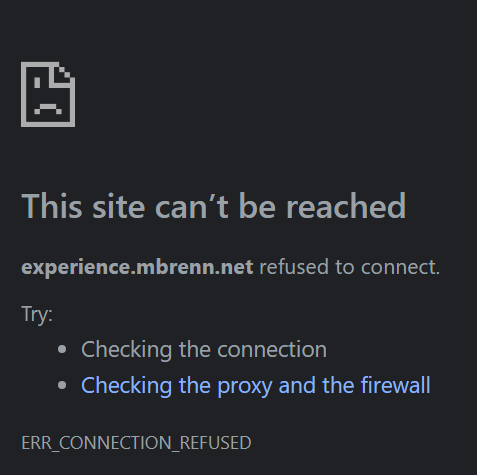 This site can’t be reached
experience.mbrenn.net refused to connect.
Try:
• Checking the connection
• Checking the proxy and the firewall
ERR_CONNECTION_REFUSED